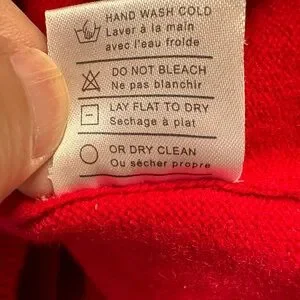 HAND WASH COLD
Laver à la main
avec l'eau froide
DO NOT BLEACH
Ne pas blanchir
LAY FLAT TO DRY
Sechage à plat
OR DRY CLEAN
Ou sécher propre